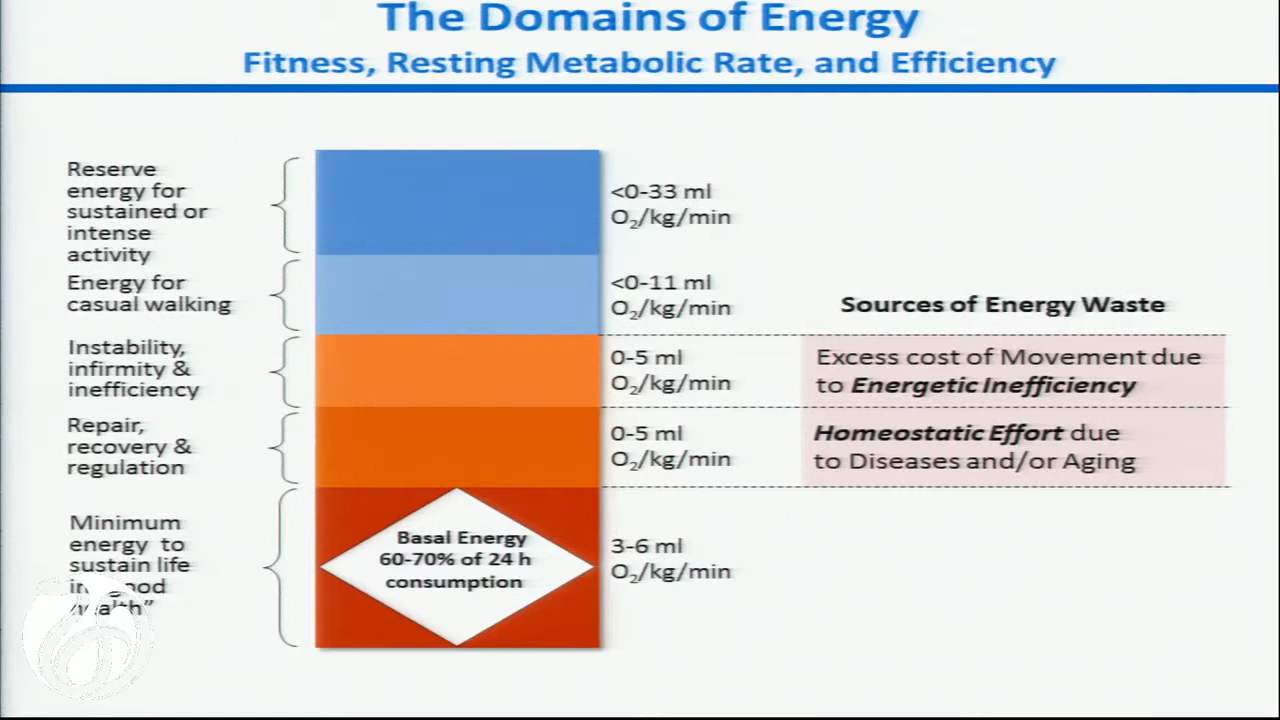 The Domains of Energy
Fitness, Resting Metabolic Rate, and Efficiency
Reserve
energy for
sustained or
intense
activity
<0-33 ml
O₂/kg/min
Energy for
casual walking
<0-11 ml
O₂/kg/min
Sources of Energy Waste
Instability,
infirmity &
inefficiency
0-5 ml
O₂/kg/min
Excess cost of Movement due
to Energetic Inefficiency
Repair,
recovery &
regulation
0-5 ml
O₂/kg/min
Homeostatic Effort due
to Diseases and/or Aging
Minimum
energy to
sustain life
Basal Energy
60-70% of 24 h
consumption
3-6 ml
O₂/kg/min